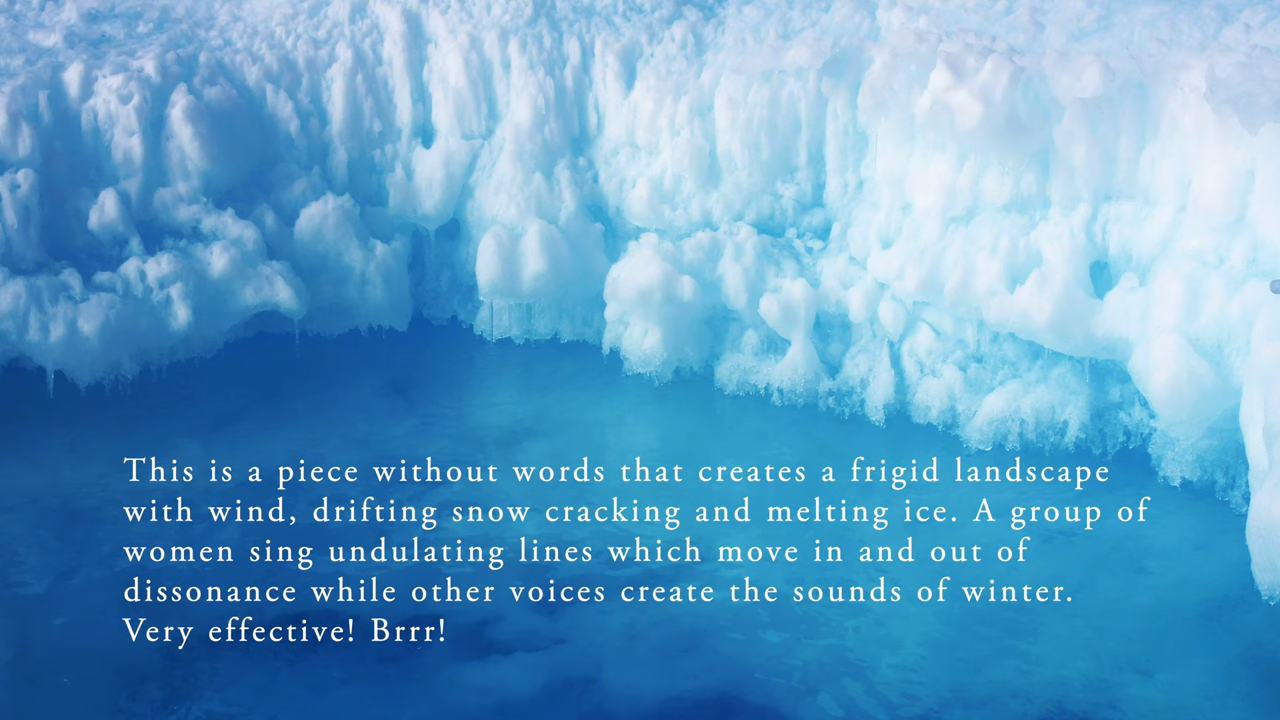 This is a piece without words that creates a frigid landscape
with wind, drifting snow cracking and melting ice. A group of
women sing undulating lines which move in and out of
dissonance while other voices create the sounds of winter.
Very effective! Brrr!